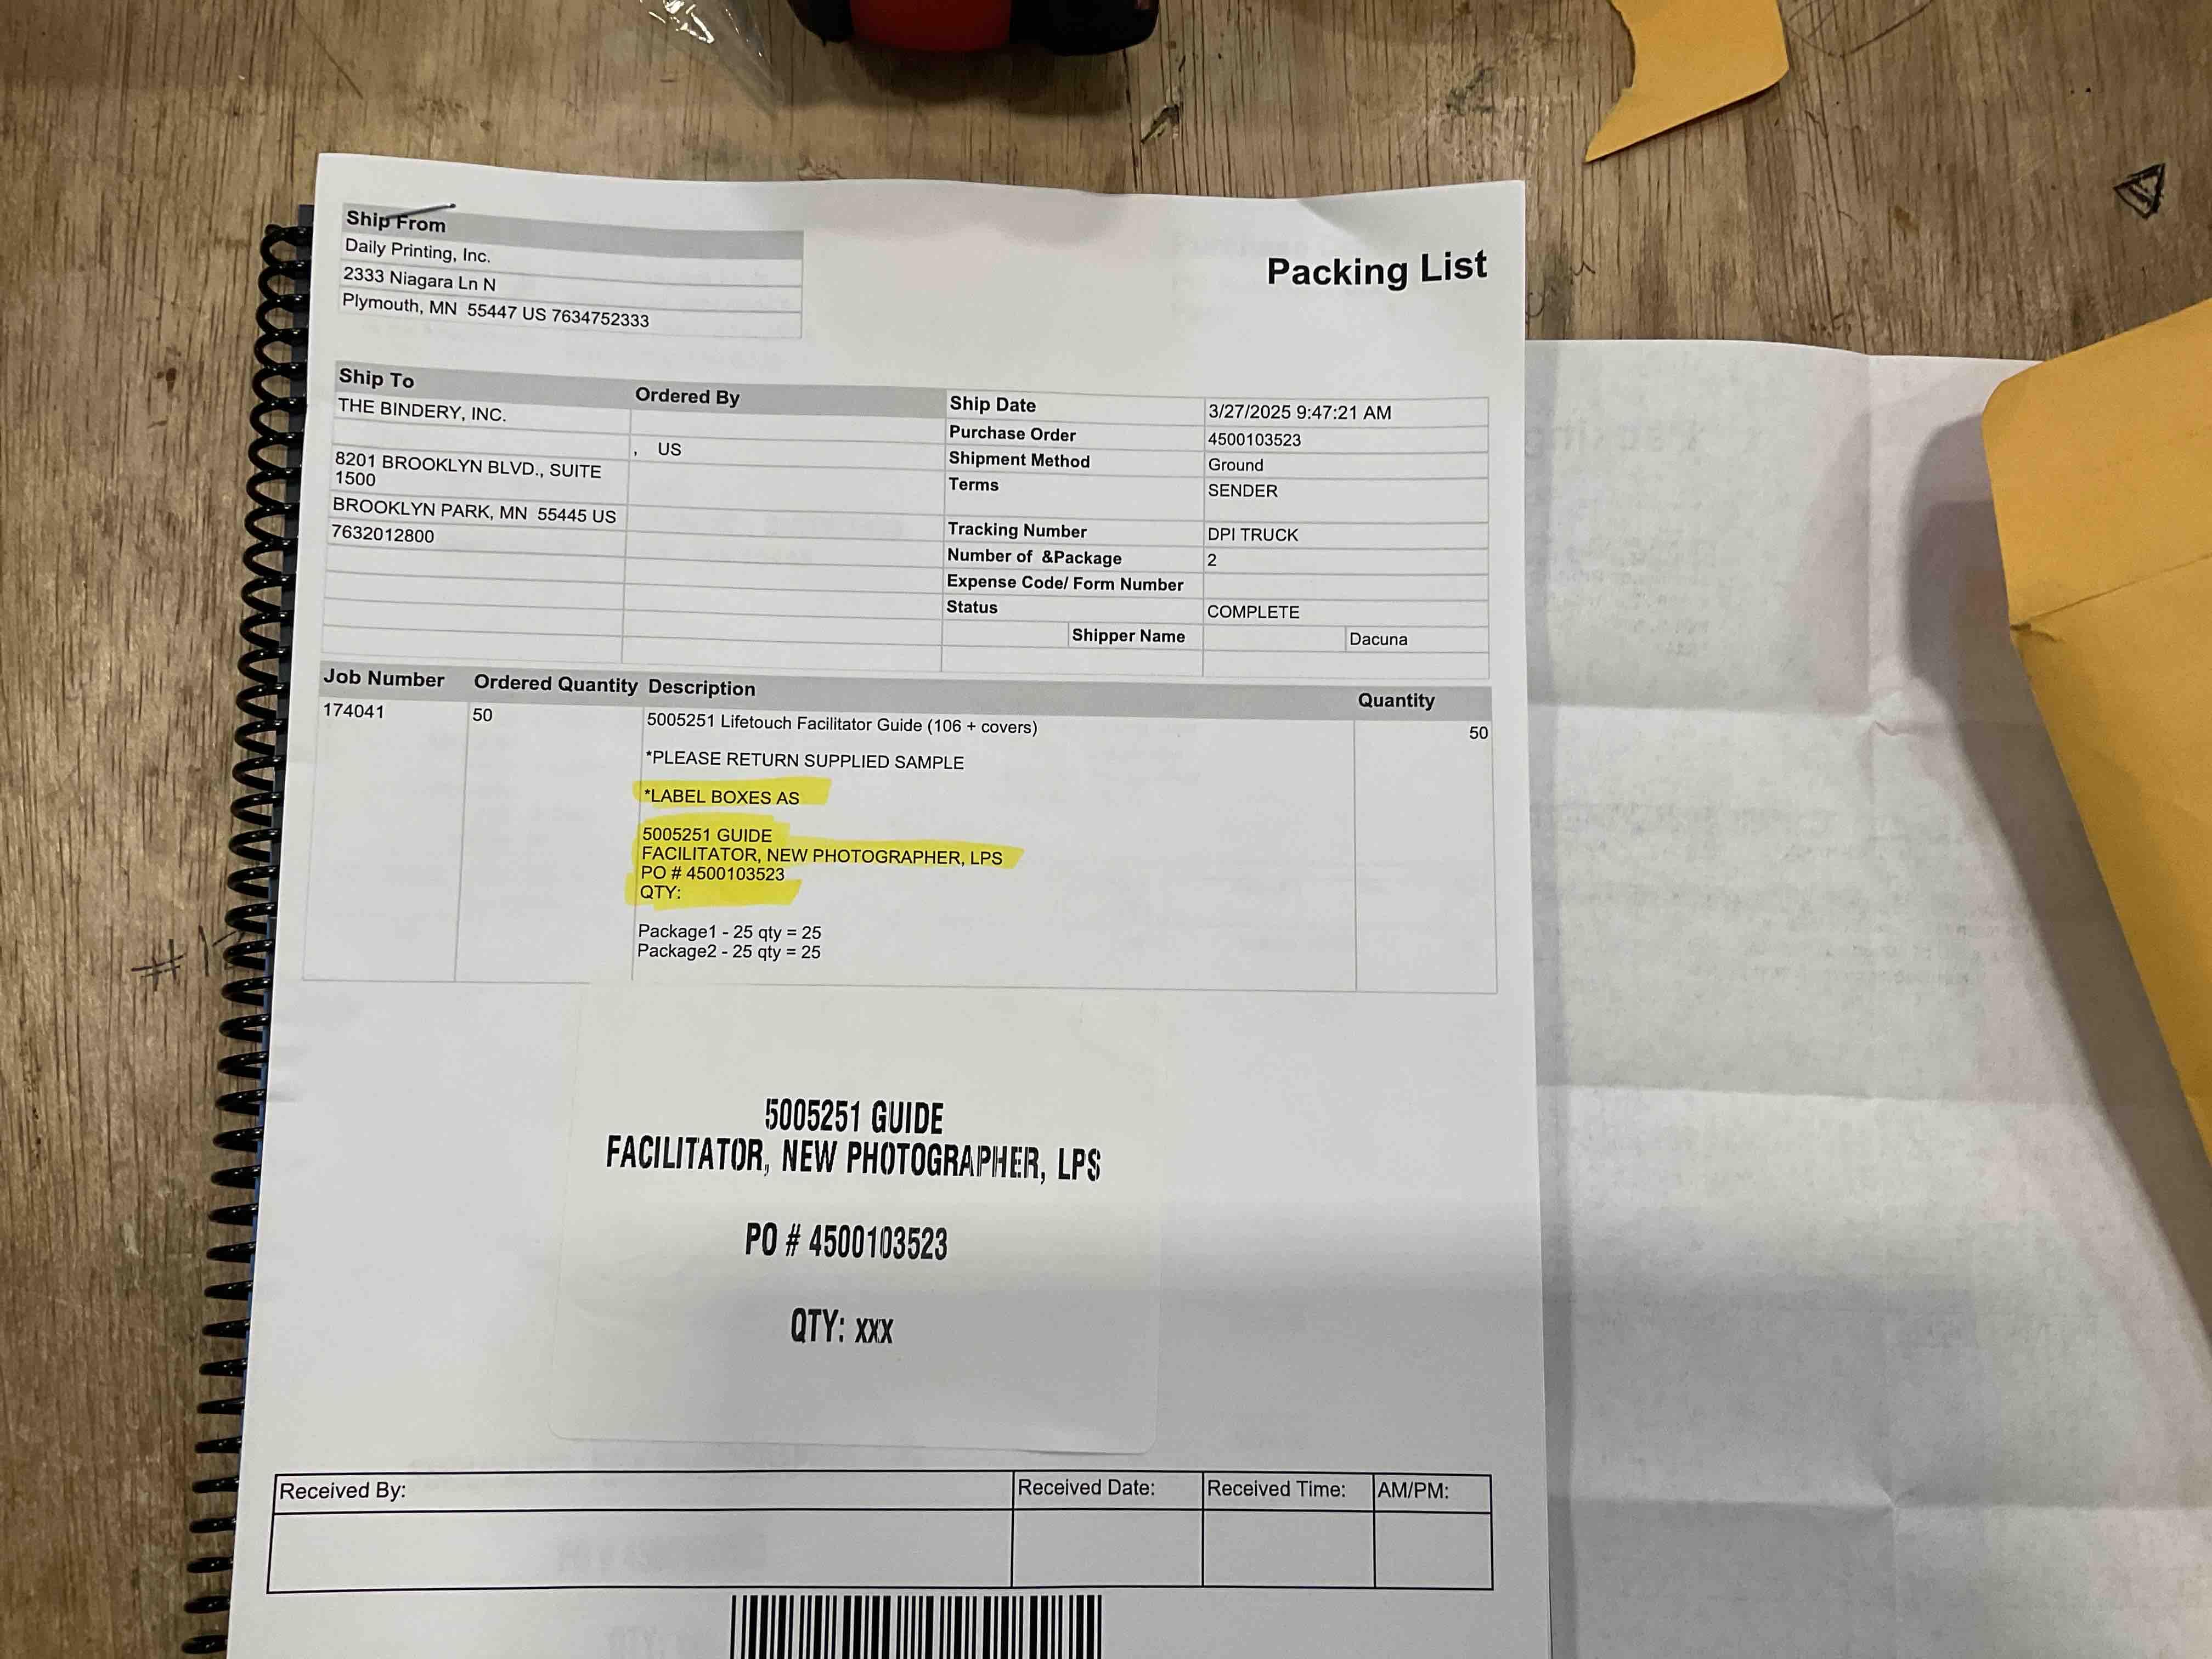 Ship From
Daily Printing, Inc.
2333 Niagara Ln N
Plymouth, MN 55447 US 7634752333
Packing List
Ship To
THE BINDERY, INC.
8201 BROOKLYN BLVD., SUITE
1500
BROOKLYN PARK, MN 55445 US
7632012800
Ordered By
, US
Ship Date 3/27/2025 9:47:21 AM
Purchase Order 4500103523
Shipment Method Ground
Terms SENDER
Tracking Number DPI TRUCK
Number of &Package 2
Expense Code/ Form Number
Status COMPLETE
Shipper Name Dacuna
Job Number Ordered Quantity Description Quantity
174041 50 5005251 Lifetouch Facilitator Guide (106 + covers) 50
*PLEASE RETURN SUPPLIED SAMPLE
*LABEL BOXES AS
5005251 GUIDE
FACILITATOR, NEW PHOTOGRAPHER, LPS
PO # 4500103523
QTY:
Package1 - 25 qty = 25
Package2 - 25 qty = 25
5005251 GUIDE
FACILITATOR, NEW PHOTOGRAPHER, LPS
PO # 4500103523
QTY: xxx
Received By: Received Date: Received Time: AM/PM: